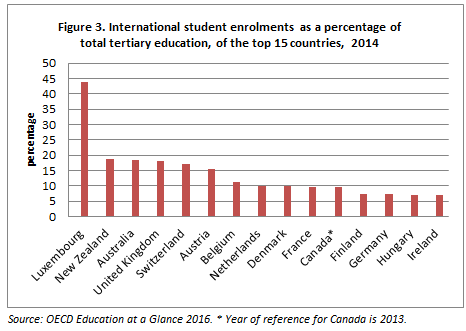 Figure 3. International student enrolments as a percentage of
total tertiary education, of the top 15 countries, 2014
percentage
50
45
40
35
30
25
20
15
10
5
0
Luxembourg
New Zealand
Australia
United Kingdom
Switzerland
Austria
Belgium
Netherlands
Denmark
France
Canada*
Finland
Germany
Hungary
Ireland
Source: OECD Education at a Glance 2016. * Year of reference for Canada is 2013.